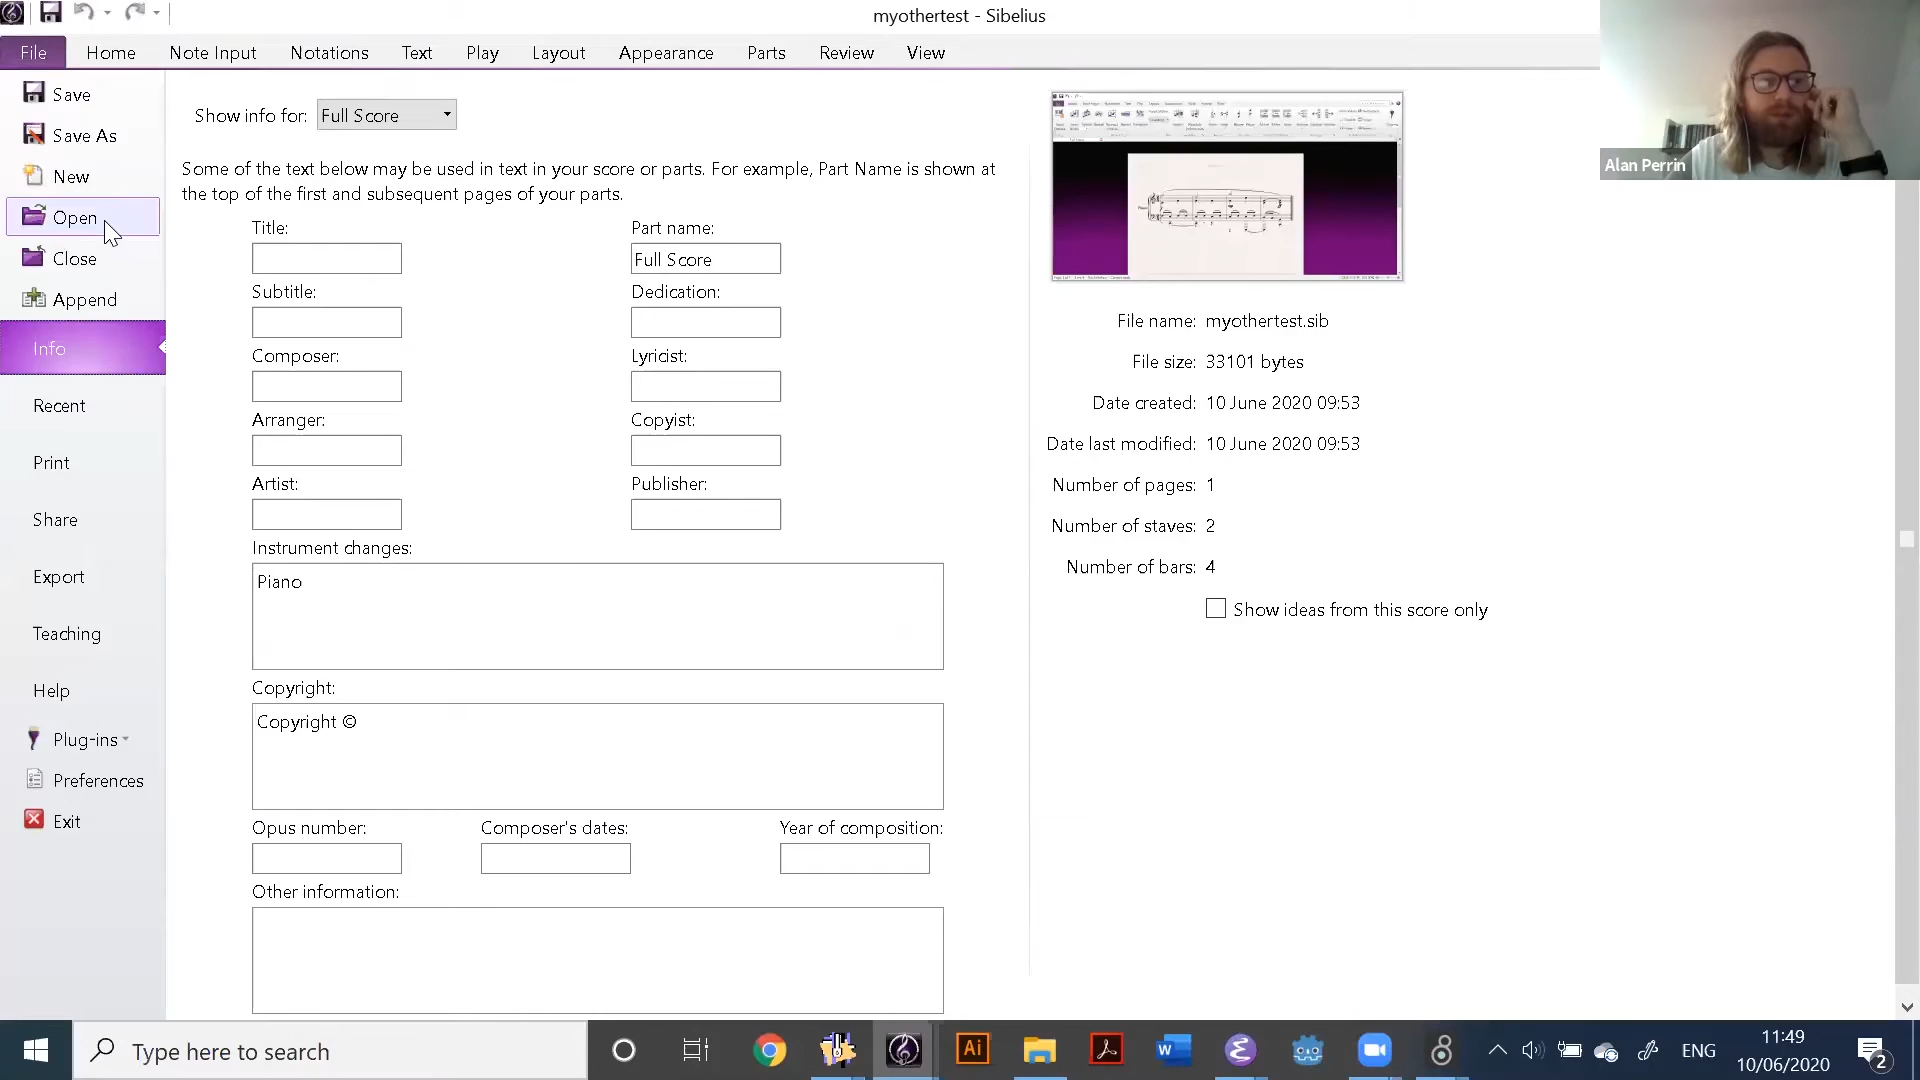 myothertest - Sibelius
File
Home
Note Input
Notations
Text
Play
Layout
Appearance
Parts
Review
View
Save
Save As
New
Open
Close
Append
Info
Recent
Print
Share
Export
Teaching
Help
Plug-ins
Preferences
Exit
Show info for: Full Score
Some of the text below may be used in text in your score or parts. For example, Part Name is shown at
the top of the first and subsequent pages of your parts.
Title:
Part name:
Full Score
Subtitle:
Dedication:
Composer:
Lyricist:
Arranger:
Copyist:
Artist:
Publisher:
Instrument changes:
Piano
Copyright:
Copyright ©
Opus number:
Composer's dates:
Year of composition:
Other information:
File name: myothertest.sib
File size: 33101 bytes
Date created: 10 June 2020 09:53
Date last modified: 10 June 2020 09:53
Number of pages: 1
Number of staves: 2
Number of bars: 4
Show ideas from this score only
Alan Perrin
Type here to search
Ai
W
ENG
11:49
10/06/2020
2